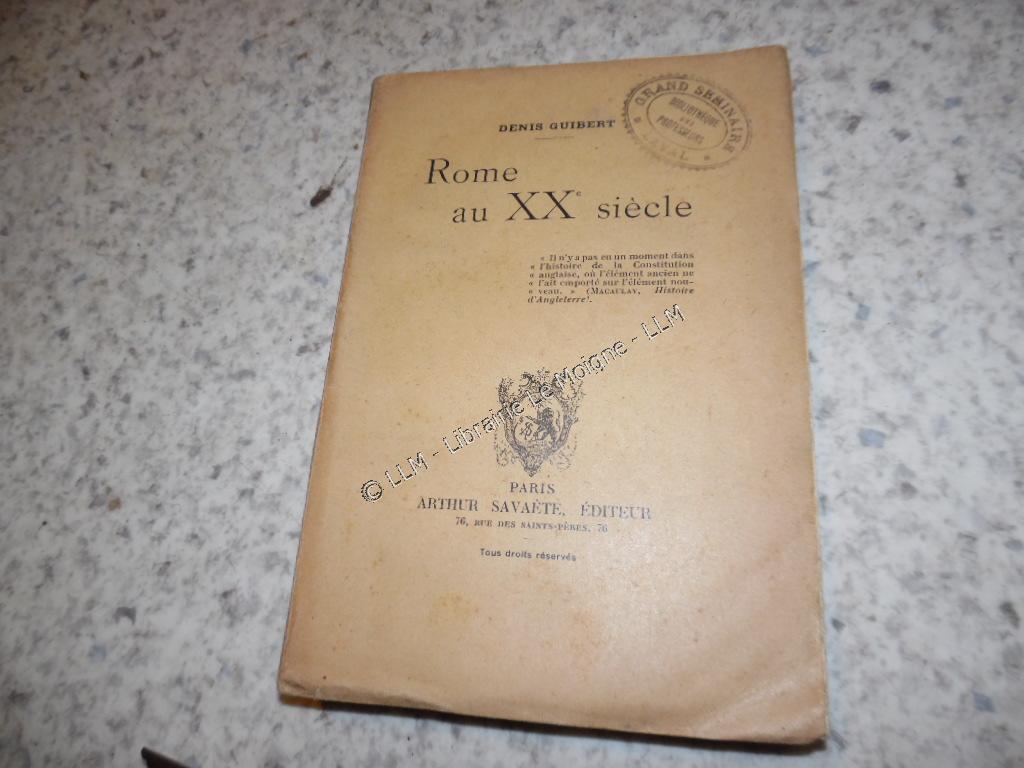 DENIS GUIBERT
GRAND SEMINAIRE
BIBLIOTHÈQUE
DES
PROFESSEURS
* LAVAL *
Rome
au XXe siècle
« Il n'y a pas eu un moment dans
« l'histoire de la Constitution
« anglaise, où l'élément ancien ne
« l'ait emporté sur l'élément nou-
« veau. » (MACAULAY, Histoire
d'Angleterre).
© LLM - Librairie Le Moigne - LLM
PARIS
ARTHUR SAVAÈTE, ÉDITEUR
76, RUE DES SAINTS-PÈRES, 76
Tous droits réservés